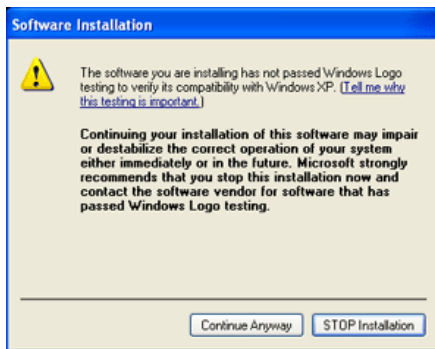 Software Installation
The software you are installing has not passed Windows Logo
testing to verify its compatibility with Windows XP. (Tell me why
this testing is important.)
Continuing your installation of this software may impair
or destabilize the correct operation of your system
either immediately or in the future. Microsoft strongly
recommends that you stop this installation now and
contact the software vendor for software that has
passed Windows Logo testing.
Continue Anyway
STOP Installation